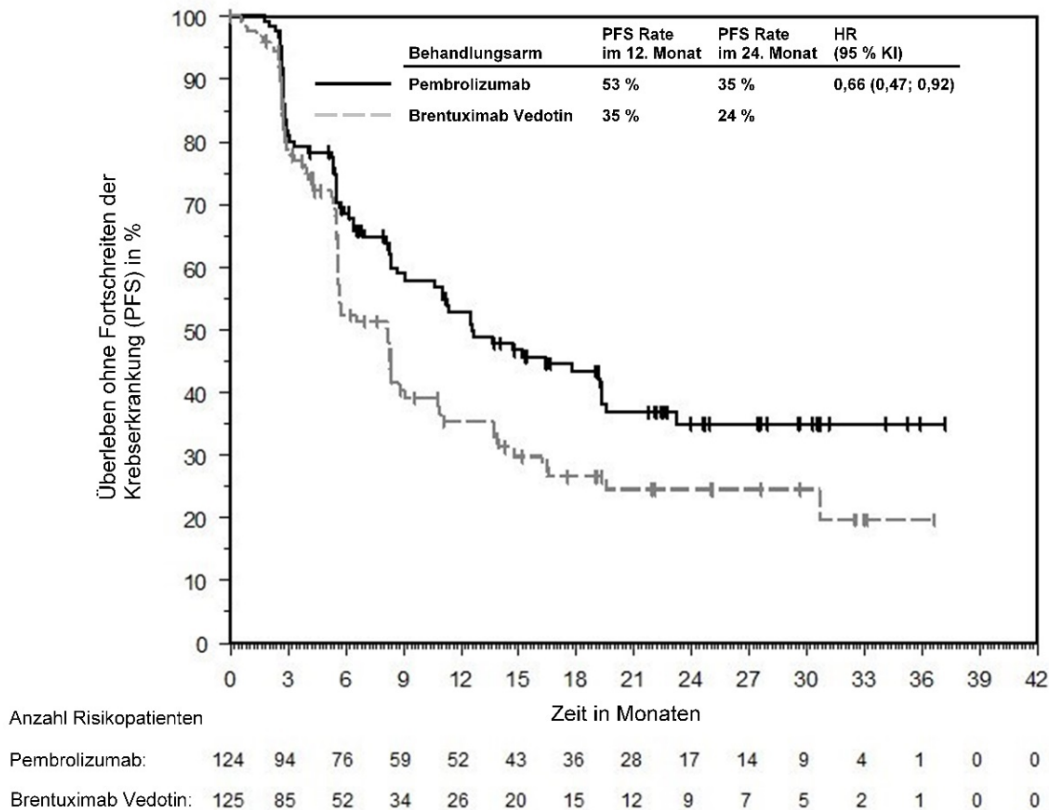 PFS Rate PFS Rate HR
Behandlungsarm im 12. Monat im 24. Monat (95 % KI)
Pembrolizumab 53 % 35 % 0,66 (0,47; 0,92)
Brentuximab Vedotin 35 % 24 %
Überleben ohne Fortschreiten der
Krebserkrankung (PFS) in %
100
90
80
70
60
50
40
30
20
10
0
0 3 6 9 12 15 18 21 24 27 30 33 36 39 42
Zeit in Monaten
Anzahl Risikopatienten
Pembrolizumab: 124 94 76 59 52 43 36 28 17 14 9 4 1 0 0
Brentuximab Vedotin: 125 85 52 34 26 20 15 12 9 7 5 2 1 0 0